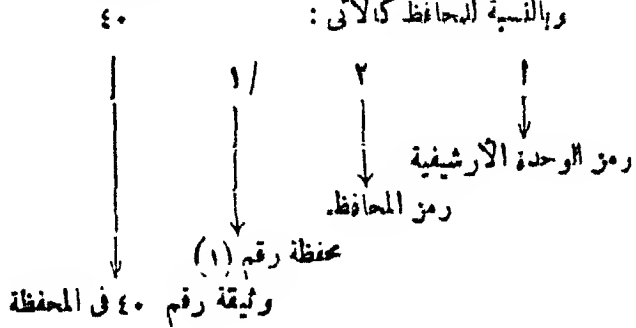 وبالنسبة للمحافظ كالآتى : ٤٠
ا ٢ /١
رمز الوحدة الأرشيفية
رمز المحافظ.
محفظة رقم (١)
وثيقة رقم ٤٠ فى المحفظة